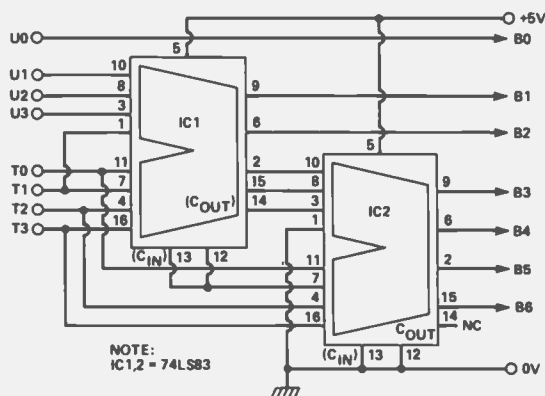 +5V
U0
B0
5
U1
10
U2
8
9
B1
U3
3
IC1
1
6
B2
5
T0
11
2
10
T1
7
15
8
9
B3
(COUT)
T2
4
14
3
IC2
T3
16
1
6
B4
(CIN)
13
12
11
2
B5
7
4
15
B6
16
COUT
14
NC
NOTE:
IC1,2 = 74LS83
(CIN)
13
12
0V